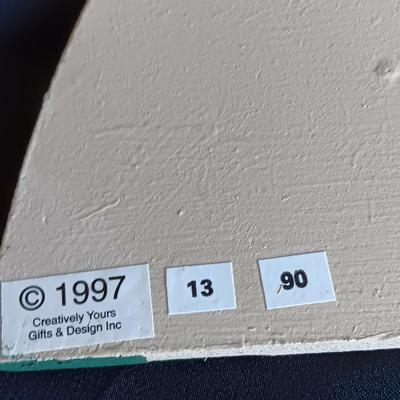 © 1997
Creatively Yours
Gifts & Design Inc
13
90